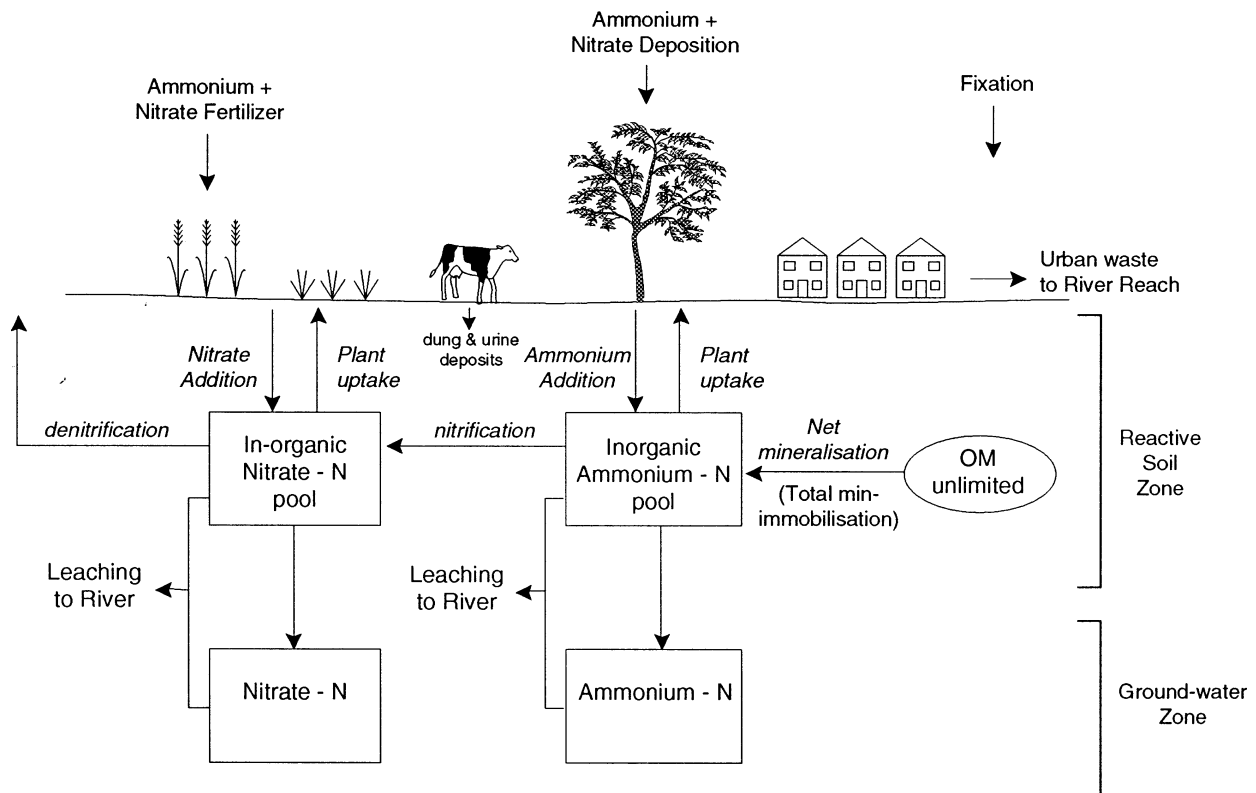 Ammonium +
Nitrate Deposition
Ammonium +
Nitrate Fertilizer
Fixation
Urban waste
to River Reach
dung & urine
deposits
Nitrate
Addition
Plant
uptake
Ammonium
Addition
Plant
uptake
denitrification
In-organic
Nitrate - N
pool
nitrification
Inorganic
Ammonium - N
pool
Net
mineralisation
(Total min-
immobilisation)
OM
unlimited
Reactive
Soil
Zone
Leaching
to River
Leaching
to River
Nitrate - N
Ammonium - N
Ground-water
Zone